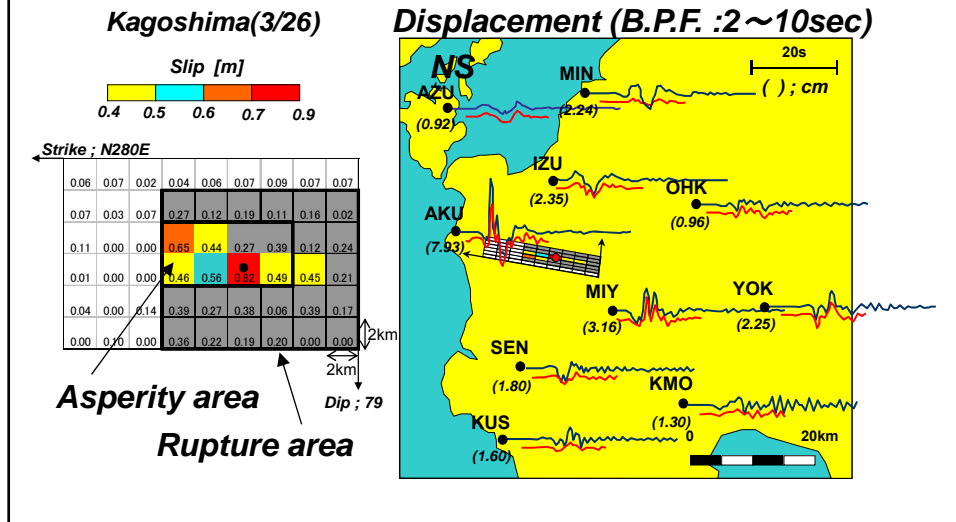 Kagoshima(3/26)
Displacement (B.P.F. :2～10sec)
Slip [m]
0.4 0.5 0.6 0.7 0.9
Strike ; N280E
0.06 0.07 0.02 0.04 0.06 0.07 0.09 0.07 0.07
0.07 0.03 0.07 0.27 0.12 0.19 0.11 0.16 0.02
0.11 0.00 0.00 0.65 0.44 0.27 0.39 0.12 0.24
0.01 0.00 0.00 0.46 0.56 0.82 0.49 0.45 0.21
0.04 0.00 0.14 0.39 0.27 0.38 0.06 0.39 0.17
0.00 0.10 0.00 0.36 0.22 0.19 0.20 0.00 0.00
2km
2km
Dip ; 79
Asperity area
Rupture area
NS
20s
( ) ; cm
AZU
(0.92)
MIN
(2.24)
IZU
(2.35)
OHK
(0.96)
AKU
(7.93)
MIY
(3.16)
YOK
(2.25)
SEN
(1.80)
KMO
(1.30)
KUS
(1.60)
0 20km